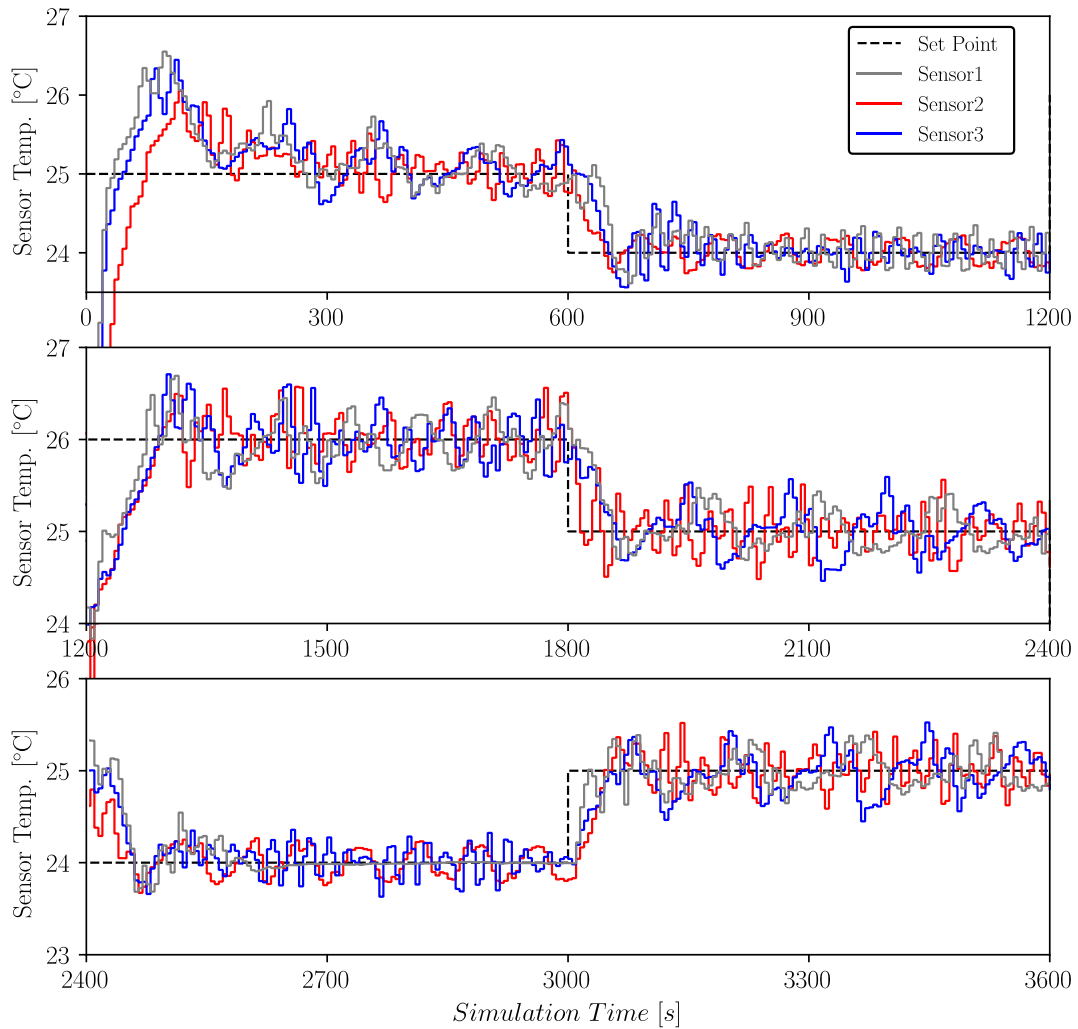 27
26
25
24
Sensor Temp. [°C]
Set Point
Sensor1
Sensor2
Sensor3
0 300 600 900 1200
27
26
25
24
Sensor Temp. [°C]
1200 1500 1800 2100 2400
26
25
24
23
Sensor Temp. [°C]
2400 2700 3000 3300 3600
Simulation Time [s]